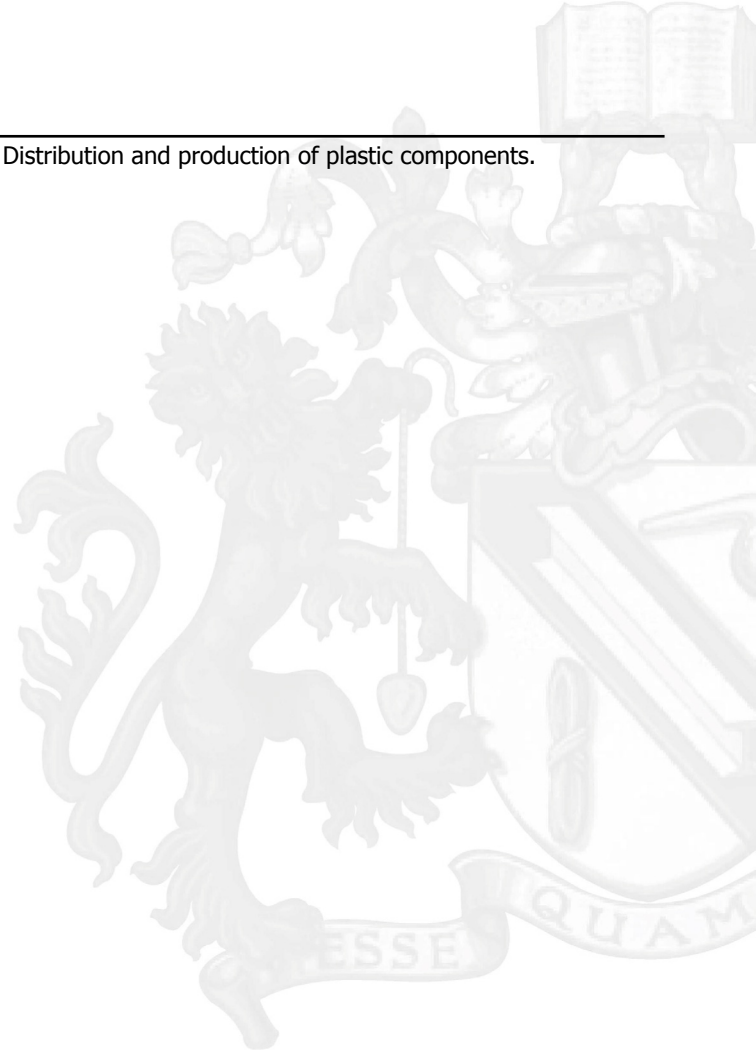 Distribution and production of plastic components.
ESSE
QUAM